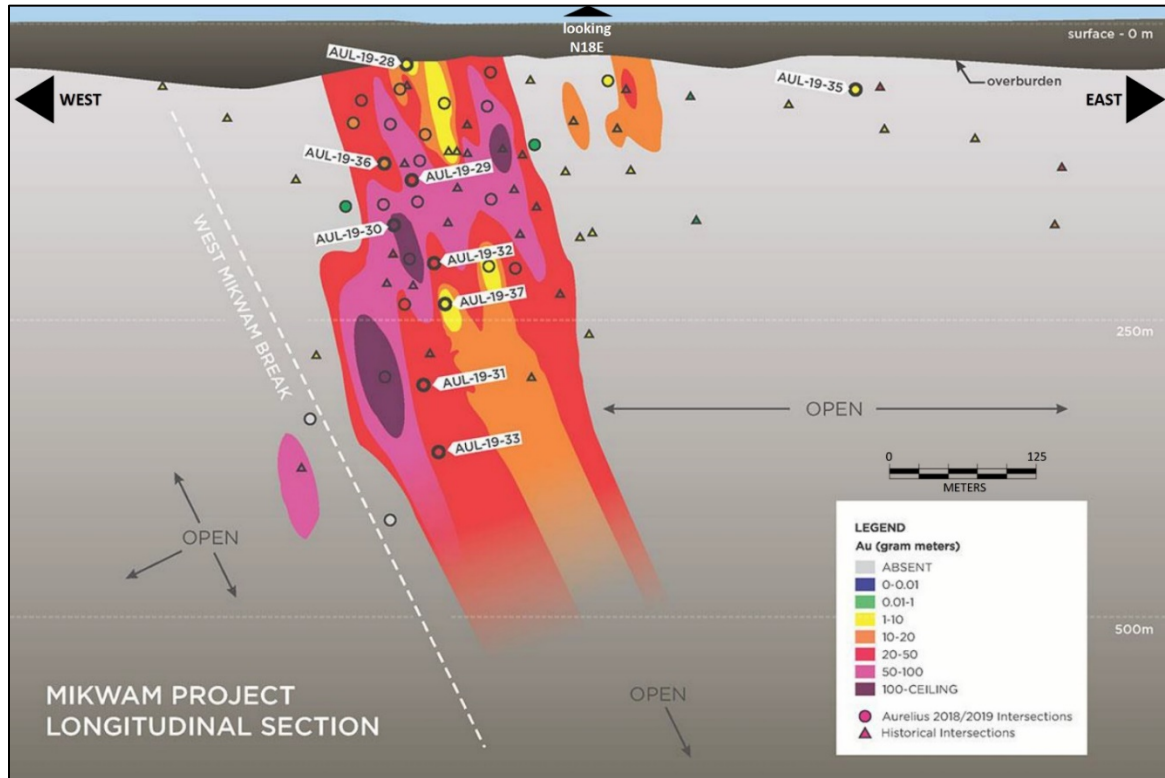 looking
N18E
surface - 0 m
overburden
WEST
EAST
AUL-19-28
AUL-19-35
AUL-19-36
AUL-19-29
AUL-19-30
AUL-19-32
AUL-19-37
AUL-19-31
AUL-19-33
WEST MIKWAM BREAK
250m
OPEN
0 125
METERS
OPEN
500m
OPEN
MIKWAM PROJECT
LONGITUDINAL SECTION
LEGEND
Au (gram meters)
ABSENT
0-0.01
0.01-1
1-10
10-20
20-50
50-100
100-CEILING
Aurelius 2018/2019 Intersections
Historical Intersections